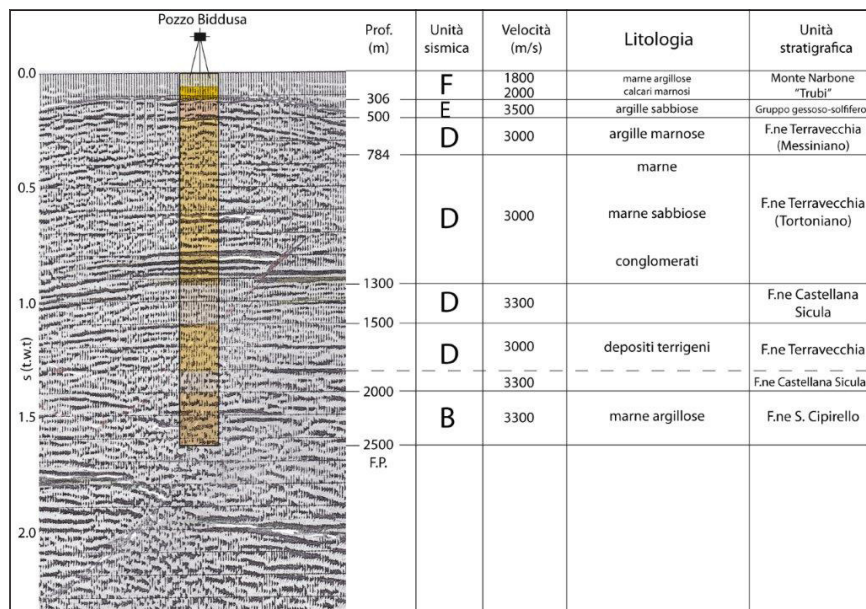 Pozzo Biddusa
Prof.
(m)
Unità
sismica
Velocità
(m/s)
Litologia
Unità
stratigrafica
0.0
F
1800
2000
marne argillose
calcari marnosi
Monte Narbone
"Trubi"
306
E
3500
argille sabbiose
Gruppo gessoso-solfifero
500
D
3000
argille marnose
F.ne Terravecchia
(Messiniano)
784
0.5
D
3000
marne
marne sabbiose
conglomerati
F.ne Terravecchia
(Tortoniano)
1300
1.0
D
3300
F.ne Castellana
Sicula
1500
s (t.w.t)
D
3000
depositi terrigeni
F.ne Terravecchia
3300
F.ne Castellana Sicula
2000
1.5
B
3300
marne argillose
F.ne S. Cipirello
2500
F.P.
2.0